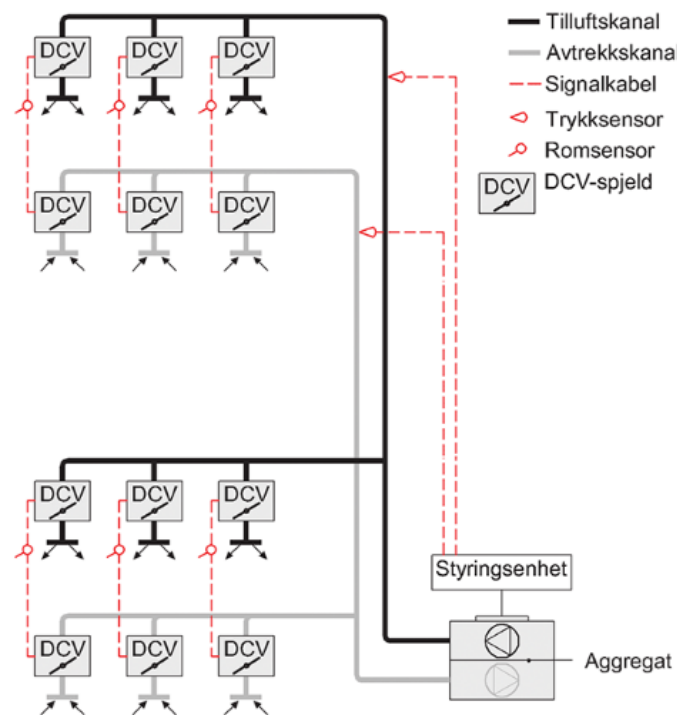 DCV DCV DCV
Tilluftskanal
Avtrekkskanal
Signalkabel
Trykksensor
Romsensor
DCV DCV-spjeld
DCV DCV DCV
DCV DCV DCV
Styringsenhet
DCV DCV DCV
Aggregat